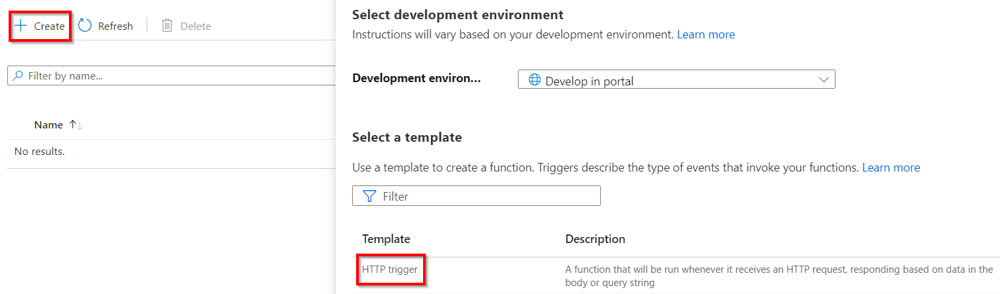 Create Refresh Delete
Filter by name...
Name
No results.
Select development environment
Instructions will vary based on your development environment. Learn more
Development environ... Develop in portal
Select a template
Use a template to create a function. Triggers describe the type of events that invoke your functions. Learn more
Filter
Template Description
HTTP trigger A function that will be run whenever it receives an HTTP request, responding based on data in the
body or query string